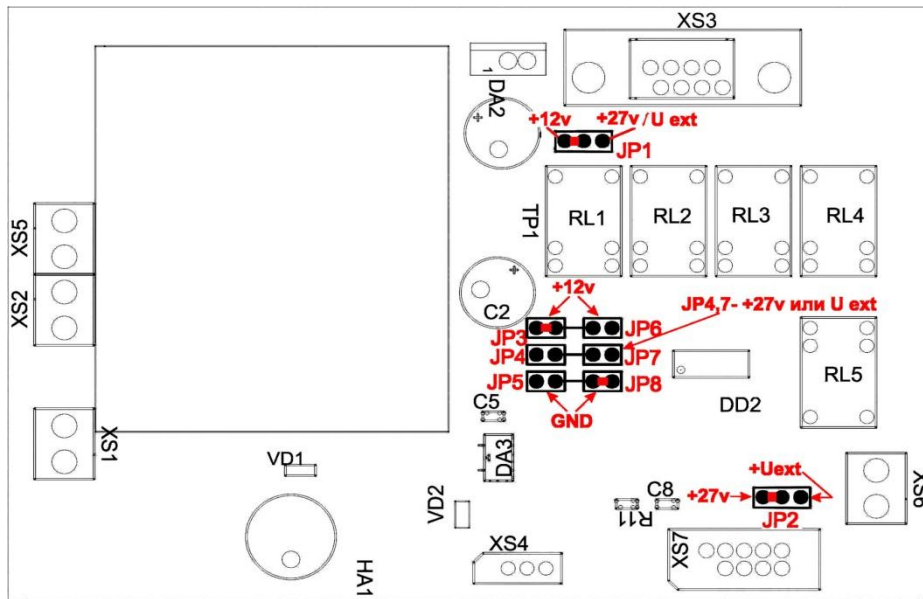 XS3
1
DA2
+12v
+27v / U ext
JP1
XS5
XS2
TP1
RL1
RL2
RL3
RL4
+12v
C2
JP4,7- +27v или U ext
JP3
JP6
JP4
JP7
JP5
JP8
GND
RL5
DD2
C5
XS1
VD1
DA3
+Uext
XS6
+27v
JP2
VD2
R11
C8
XS4
XS7
HA1